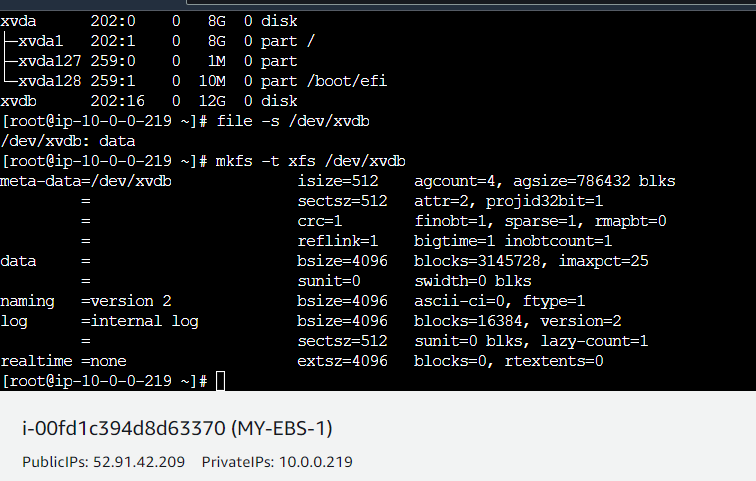 xvda 202:0 0 8G 0 disk
├─xvda1 202:1 0 8G 0 part /
├─xvda127 259:0 0 1M 0 part
└─xvda128 259:1 0 10M 0 part /boot/efi
xvdb 202:16 0 12G 0 disk
[root@ip-10-0-0-219 ~]# file -s /dev/xvdb
/dev/xvdb: data
[root@ip-10-0-0-219 ~]# mkfs -t xfs /dev/xvdb
meta-data=/dev/xvdb isize=512 agcount=4, agsize=786432 blks
= sectsz=512 attr=2, projid32bit=1
= crc=1 finobt=1, sparse=1, rmapbt=0
= reflink=1 bigtime=1 inobtcount=1
data = bsize=4096 blocks=3145728, imaxpct=25
= sunit=0 swidth=0 blks
naming =version 2 bsize=4096 ascii-ci=0, ftype=1
log =internal log bsize=4096 blocks=16384, version=2
= sectsz=512 sunit=0 blks, lazy-count=1
realtime =none extsz=4096 blocks=0, rtextents=0
[root@ip-10-0-0-219 ~]#
i-00fd1c394d8d63370 (MY-EBS-1)
PublicIPs: 52.91.42.209 PrivateIPs: 10.0.0.219